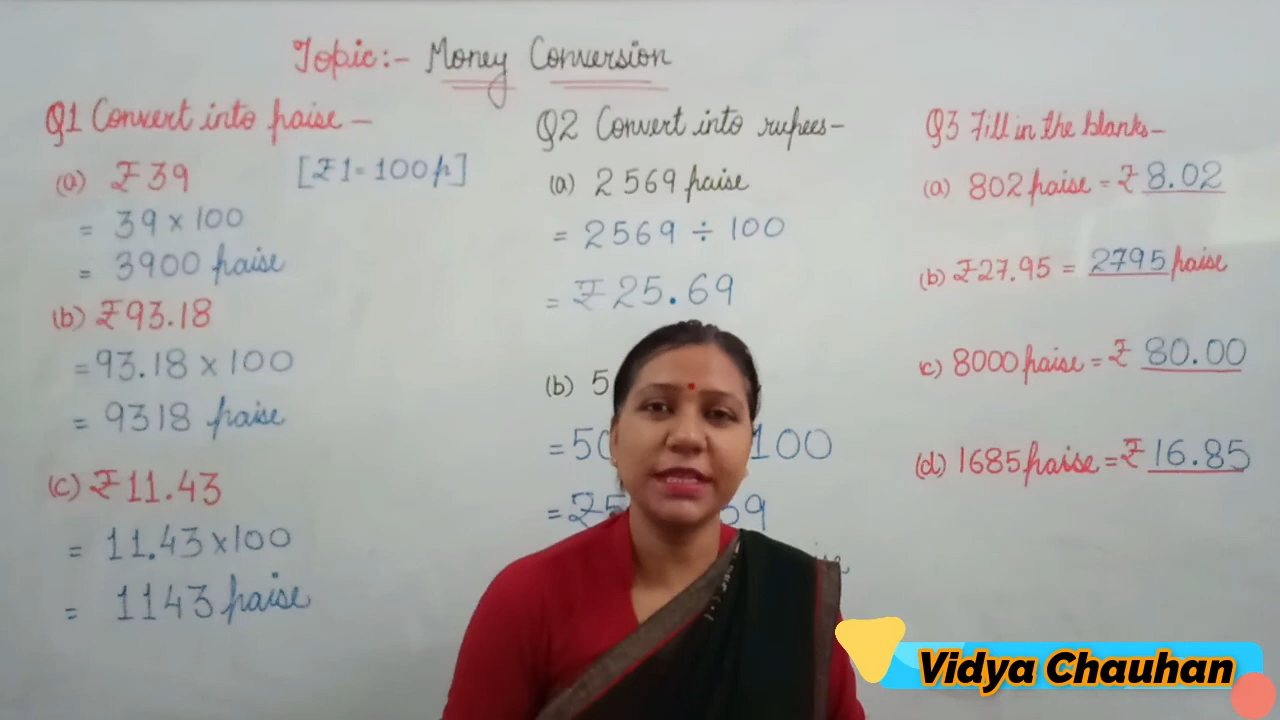 Topic:- Money Conversion
Q1 Convert into paise-
(a) ₹39 [₹1=100p]
= 39×100
= 3900 paise
(b) ₹93.18
=93.18×100
= 9318 paise
(c) ₹11.43
= 11.43×100
= 1143 paise
Q2 Convert into rupees-
(a) 2569 paise
= 2569 ÷ 100
= ₹25.69
(b) 5
=50 100
=₹5 69
Q3 Fill in the blanks-
(a) 802 paise = ₹ 8.02
(b) ₹27.95 = 2795 paise
(c) 8000 paise = ₹ 80.00
(d) 1685 paise = ₹ 16.85
Vidya Chauhan